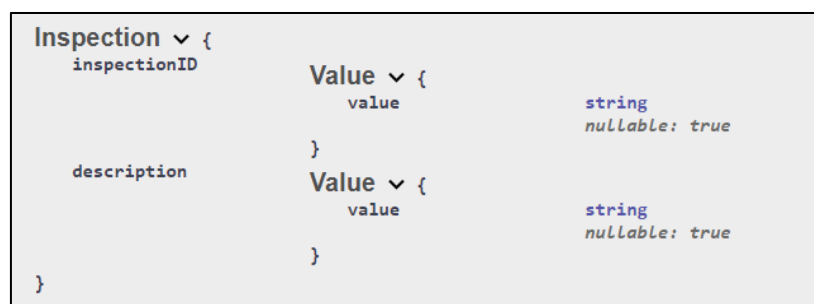 Inspection {
inspectionID
Value {
value string
nullable: true
}
description
Value {
value string
nullable: true
}
}